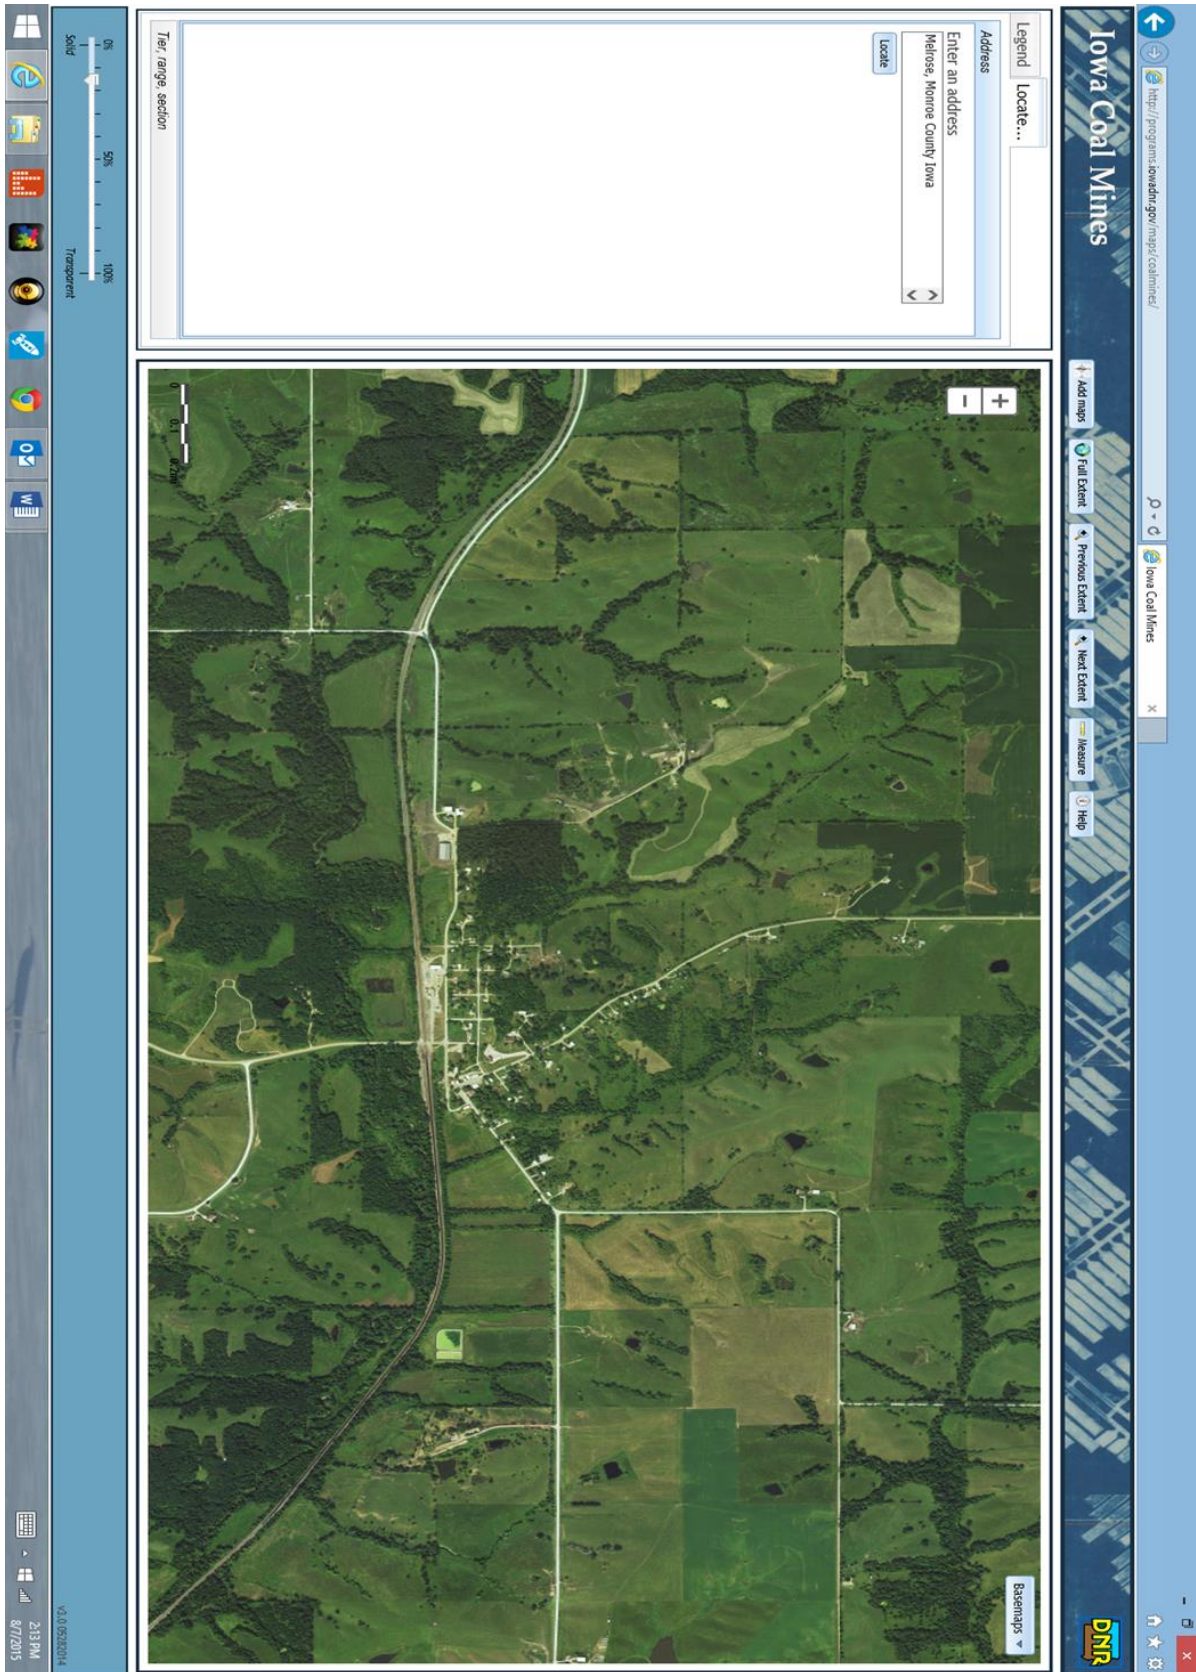 http://programs.iowadnr.gov/maps/coalmines/
Iowa Coal Mines
X
Iowa Coal Mines
Add maps
Full Extent
Previous Extent
Next Extent
Measure
Help
DNR
Legend
Locate...
Address
Enter an address
Melrose, Monroe County Iowa
Locate
Tier, range, section
+
−
Basemaps
0
0.1
0% 50% 100%
Solid
Transparent
v3.0 05282014
2:13 PM
8/7/2015